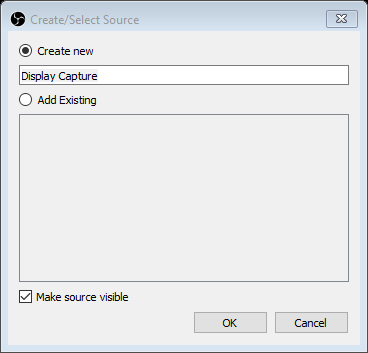 Create/Select Source
Create new
Display Capture
Add Existing
Make source visible
OK
Cancel